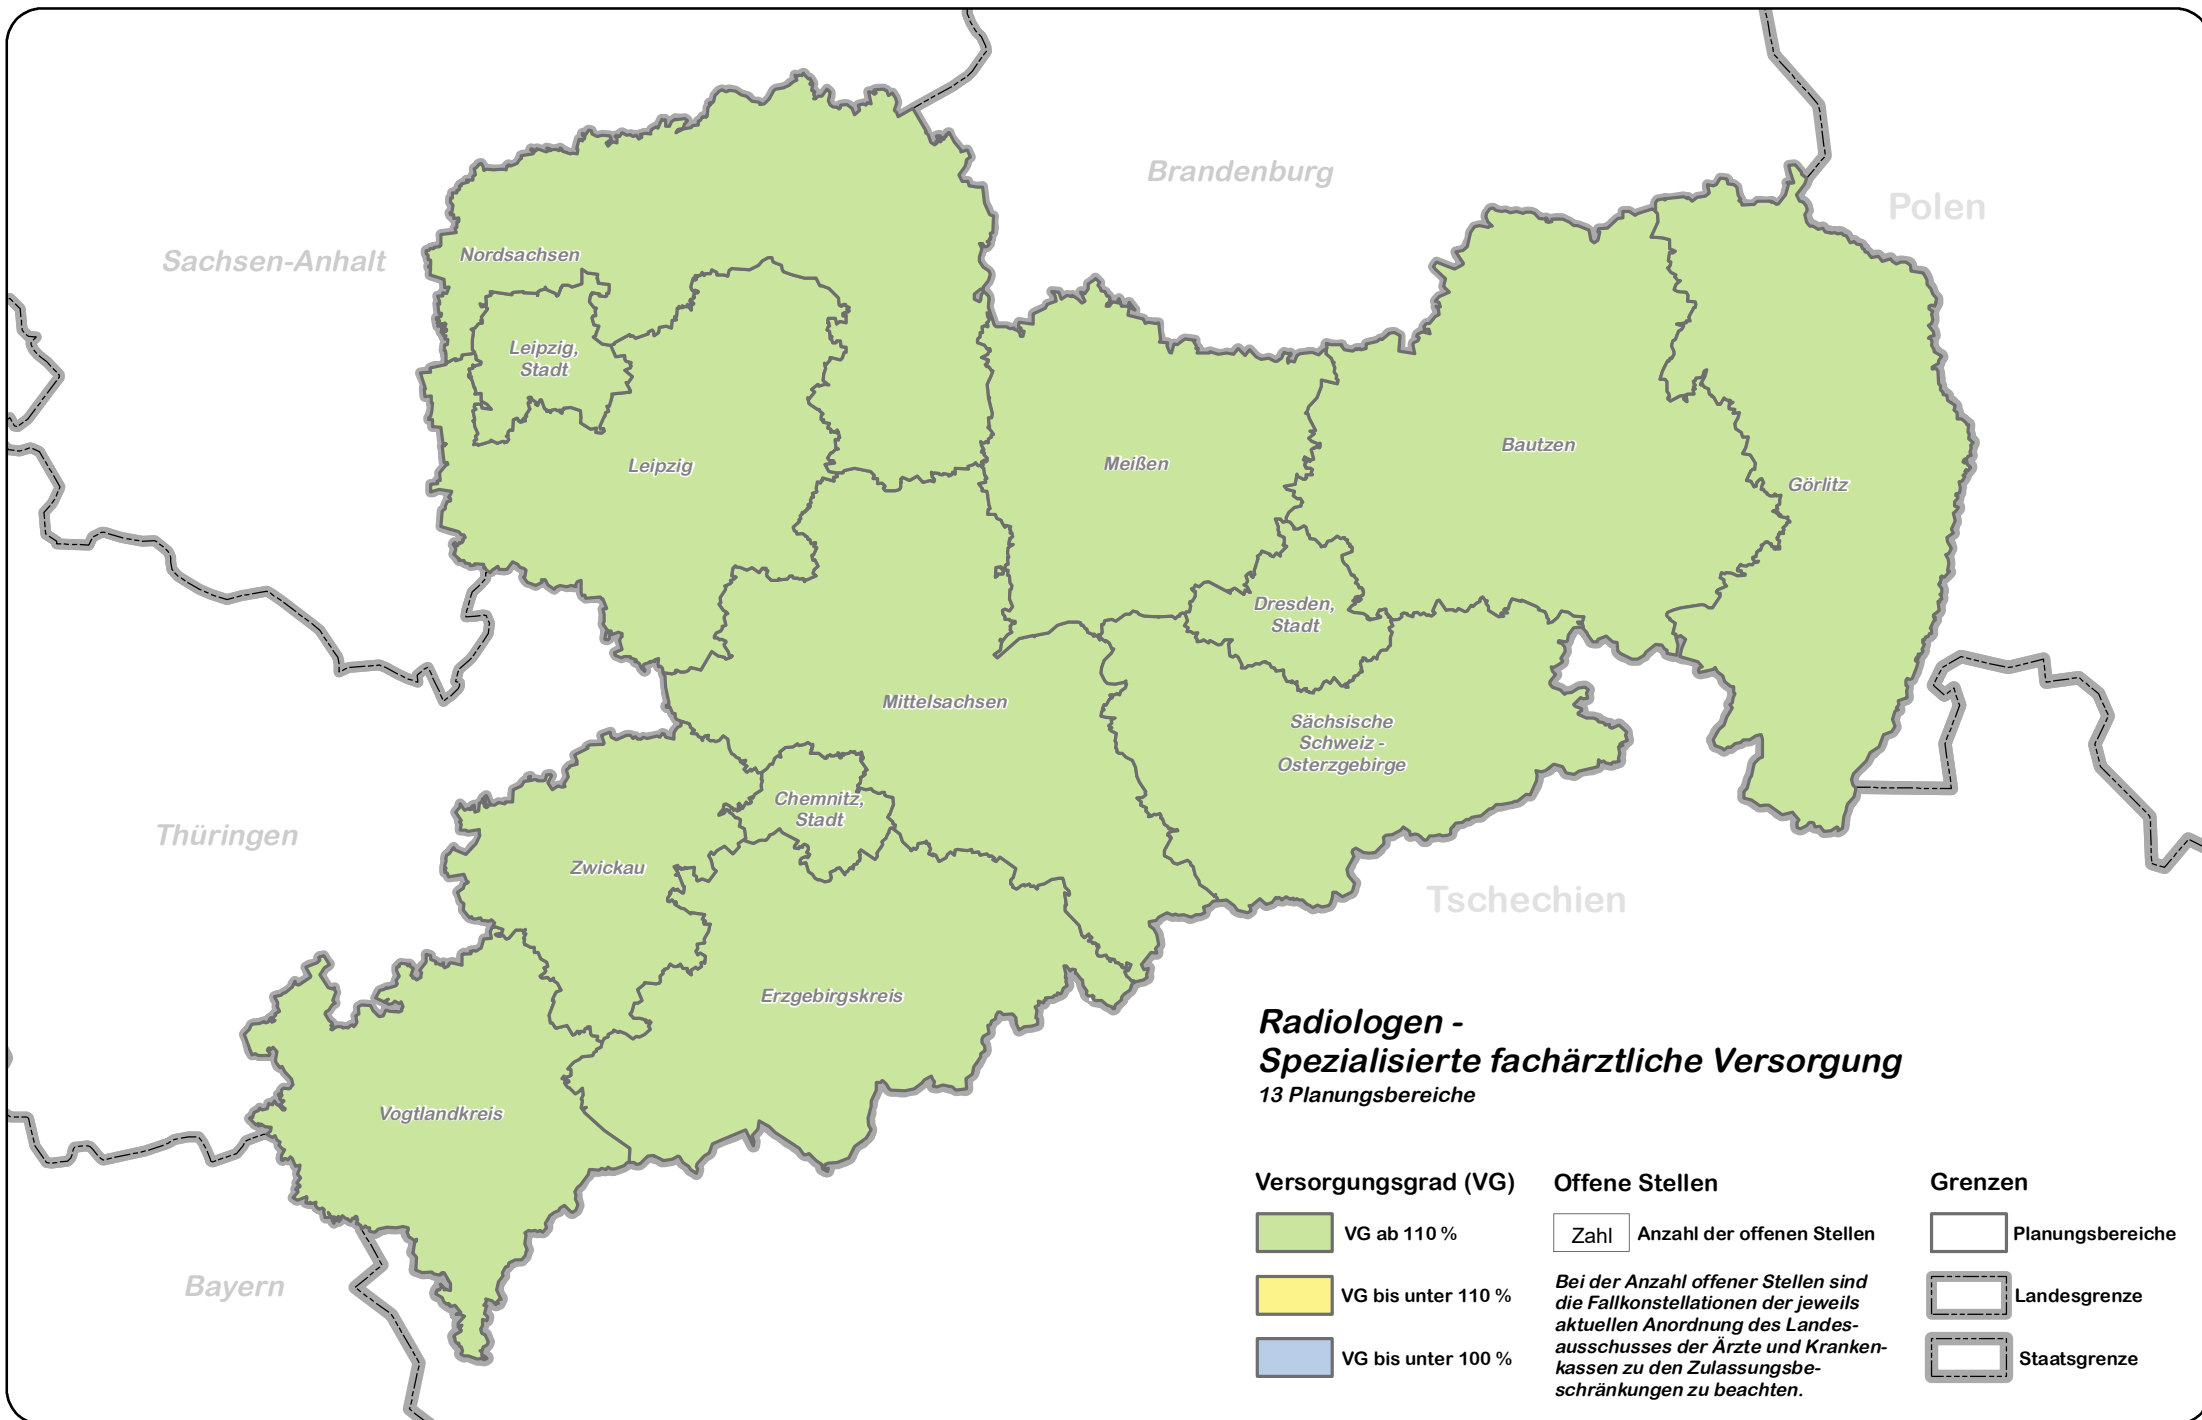 Brandenburg
Polen
Sachsen-Anhalt
Nordsachsen
Leipzig,
Stadt
Leipzig
Meißen
Bautzen
Görlitz
Dresden,
Stadt
Mittelsachsen
Sächsische
Schweiz -
Osterzgebirge
Chemnitz,
Stadt
Thüringen
Zwickau
Tschechien
Erzgebirgskreis
Vogtlandkreis
Bayern
Radiologen -
Spezialisierte fachärztliche Versorgung
13 Planungsbereiche
Versorgungsgrad (VG)
VG ab 110 %
VG bis unter 110 %
VG bis unter 100 %
Offene Stellen
Zahl Anzahl der offenen Stellen
Bei der Anzahl offener Stellen sind
die Fallkonstellationen der jeweils
aktuellen Anordnung des Landes-
ausschusses der Ärzte und Kranken-
kassen zu den Zulassungsbe-
schränkungen zu beachten.
Grenzen
Planungsbereiche
Landesgrenze
Staatsgrenze